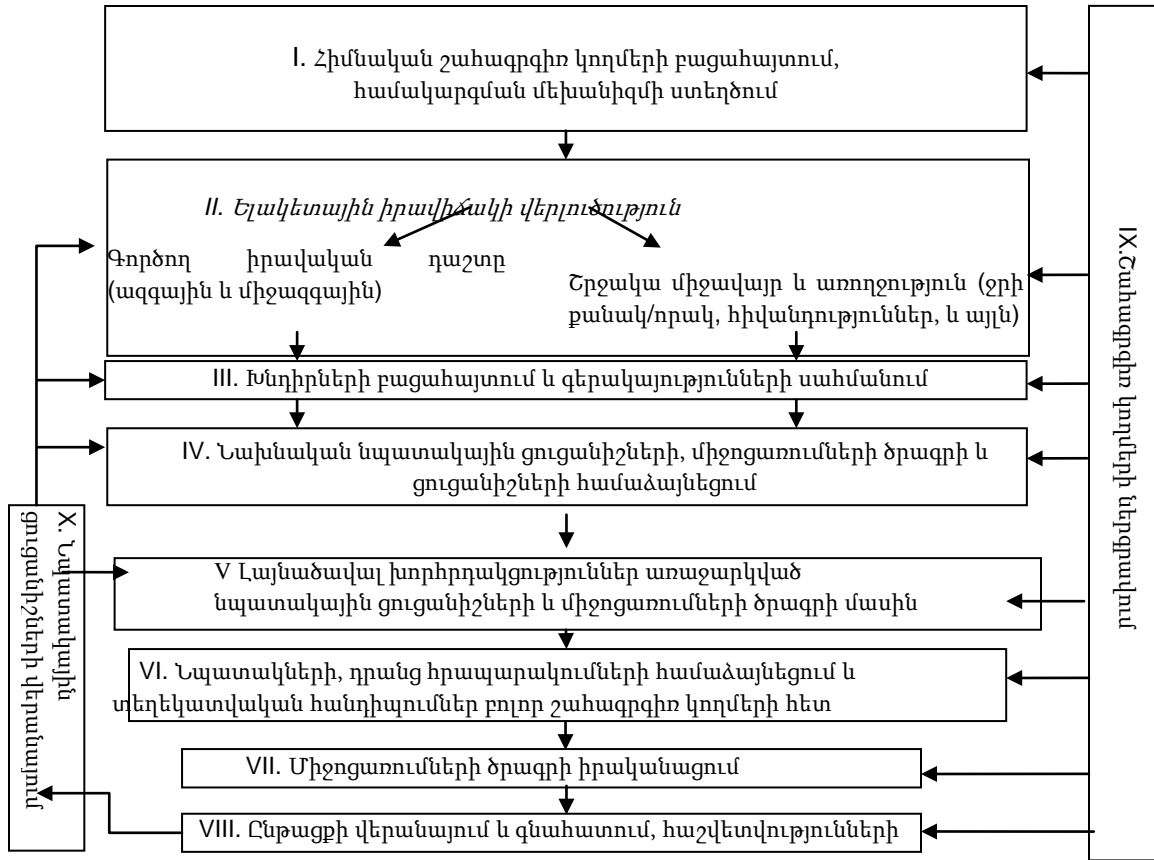 I. Հիմնական շահագրգիռ կողմերի բացահայտում,
համակարգման մեխանիզմի ստեղծում
II. Ելակետային իրավիճակի վերլուծություն
Գործող իրավական դաշտը
(ազգային և միջազգային)
Շրջակա միջավայր և առողջություն (ջրի
քանակ/որակ, հիվանդություններ, և այլն)
III. Խնդիրների բացահայտում և գերակայությունների սահմանում
IV. Նախնական նպատակային ցուցանիշների, միջոցառումների ծրագրի և
ցուցանիշների համաձայնեցում
V Լայնածավալ խորհրդակցություններ առաջարկված
նպատակային ցուցանիշների և միջոցառումների ծրագրի մասին
VI. Նպատակների, դրանց հրապարակումների համաձայնեցում և
տեղեկատվական հանդիպումներ բոլոր շահագրգիռ կողմերի հետ
VII. Միջոցառումների ծրագրի իրականացում
VIII. Ընթացքի վերանայում և գնահատում, հաշվետվությունների
IX.Շահագրգիռ կողմերի ներգրավում
X. Նպատակային
ցուցանիշների վերանայում